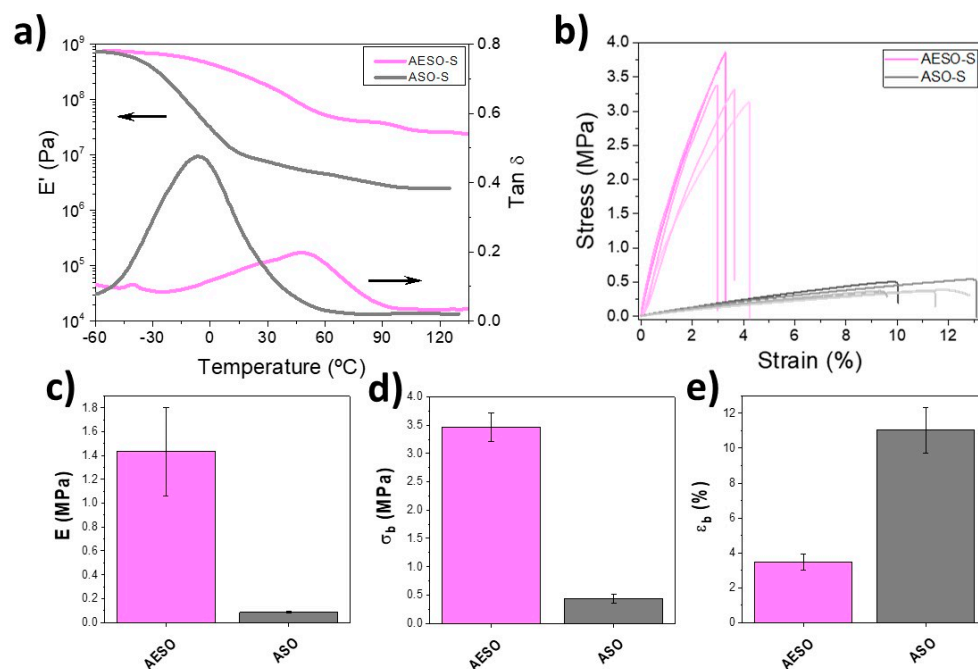 a)
10⁹
10⁸
10⁷
10⁶
10⁵
10⁴
E' (Pa)
-60 -30 0 30 60 90 120
Temperature (ºC)
0.8
0.6
0.4
0.2
0.0
Tan δ
AESO-S
ASO-S
b)
4.0
3.5
3.0
2.5
2.0
1.5
1.0
0.5
0.0
Stress (MPa)
0 2 4 6 8 10 12
Strain (%)
AESO-S
ASO-S
c)
1.8
1.6
1.4
1.2
1.0
0.8
0.6
0.4
0.2
0.0
E (MPa)
AESO ASO
d)
4.0
3.5
3.0
2.5
2.0
1.5
1.0
0.5
0.0
σb (MPa)
AESO ASO
e)
12
10
8
6
4
2
0
εb (%)
AESO ASO